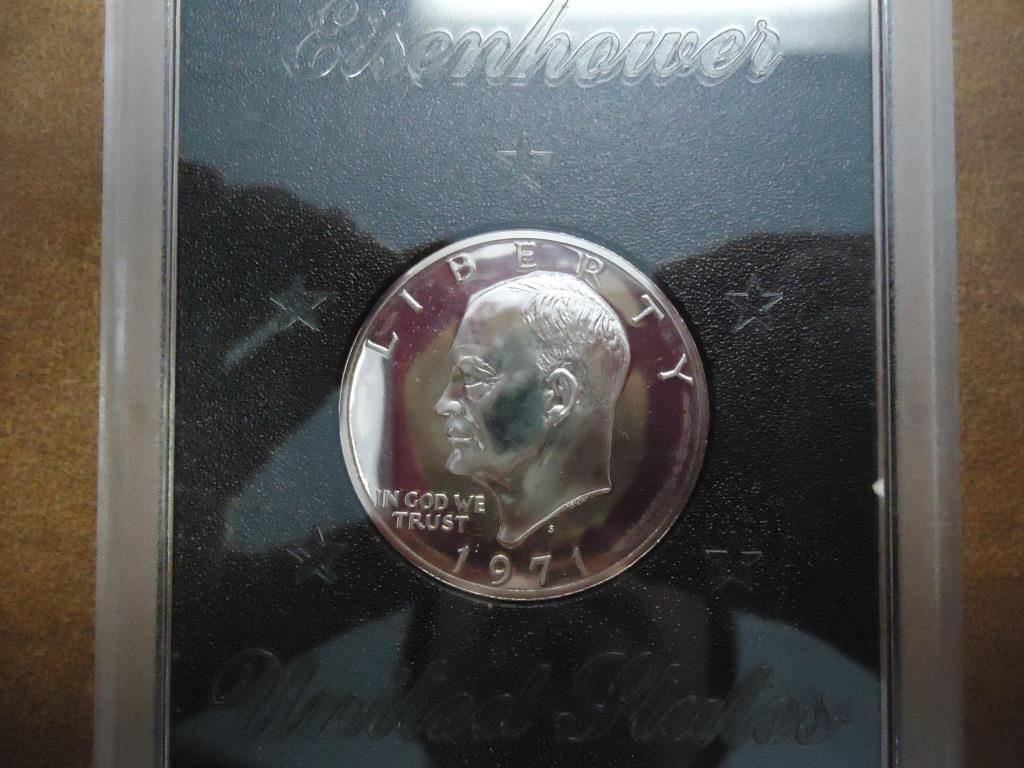 Eisenhower
LIBERTY
IN GOD WE
TRUST
S
1971
United States